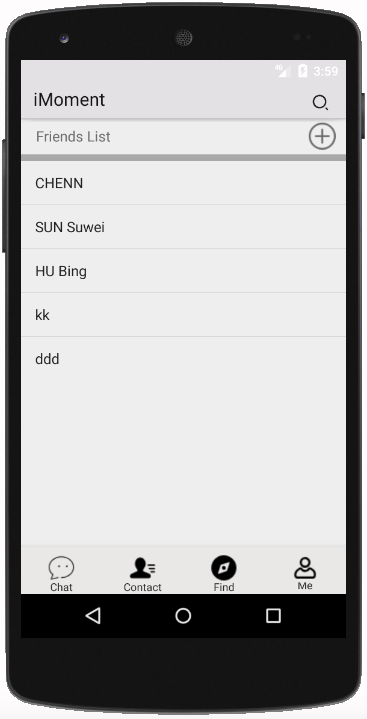 3:59
iMoment
Friends List
CHENN
SUN Suwei
HU Bing
kk
ddd
Chat
Contact
Find
Me